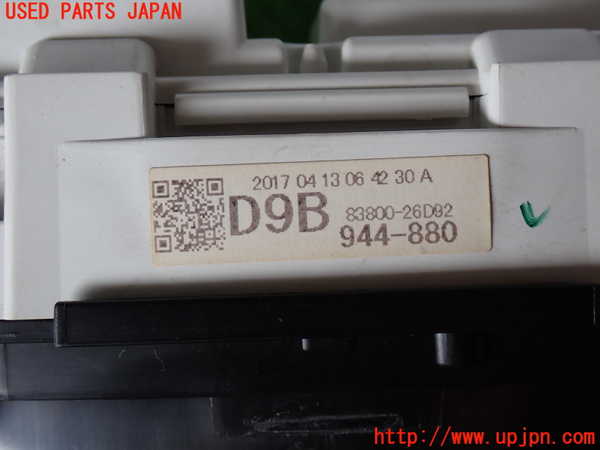 USED PARTS JAPAN
2017 04 13 06 42 30 A
D9B
83800-26D92
944-880
http://www.upjpn.com/